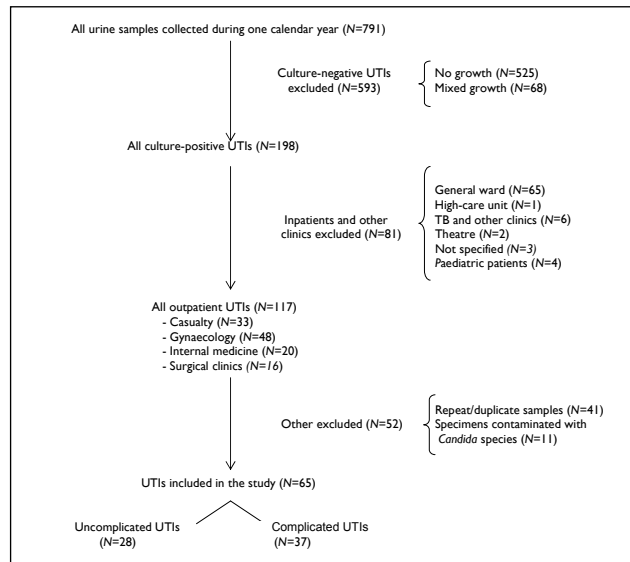 All urine samples collected during one calendar year (N=791)
Culture-negative UTIs
excluded (N=593)
No growth (N=525)
Mixed growth (N=68)
All culture-positive UTIs (N=198)
Inpatients and other
clinics excluded (N=81)
General ward (N=65)
High-care unit (N=1)
TB and other clinics (N=6)
Theatre (N=2)
Not specified (N=3)
Paediatric patients (N=4)
All outpatient UTIs (N=117)
- Casualty (N=33)
- Gynaecology (N=48)
- Internal medicine (N=20)
- Surgical clinics (N=16)
Other excluded (N=52)
Repeat/duplicate samples (N=41)
Specimens contaminated with
Candida species (N=11)
UTIs included in the study (N=65)
Uncomplicated UTIs
(N=28)
Complicated UTIs
(N=37)